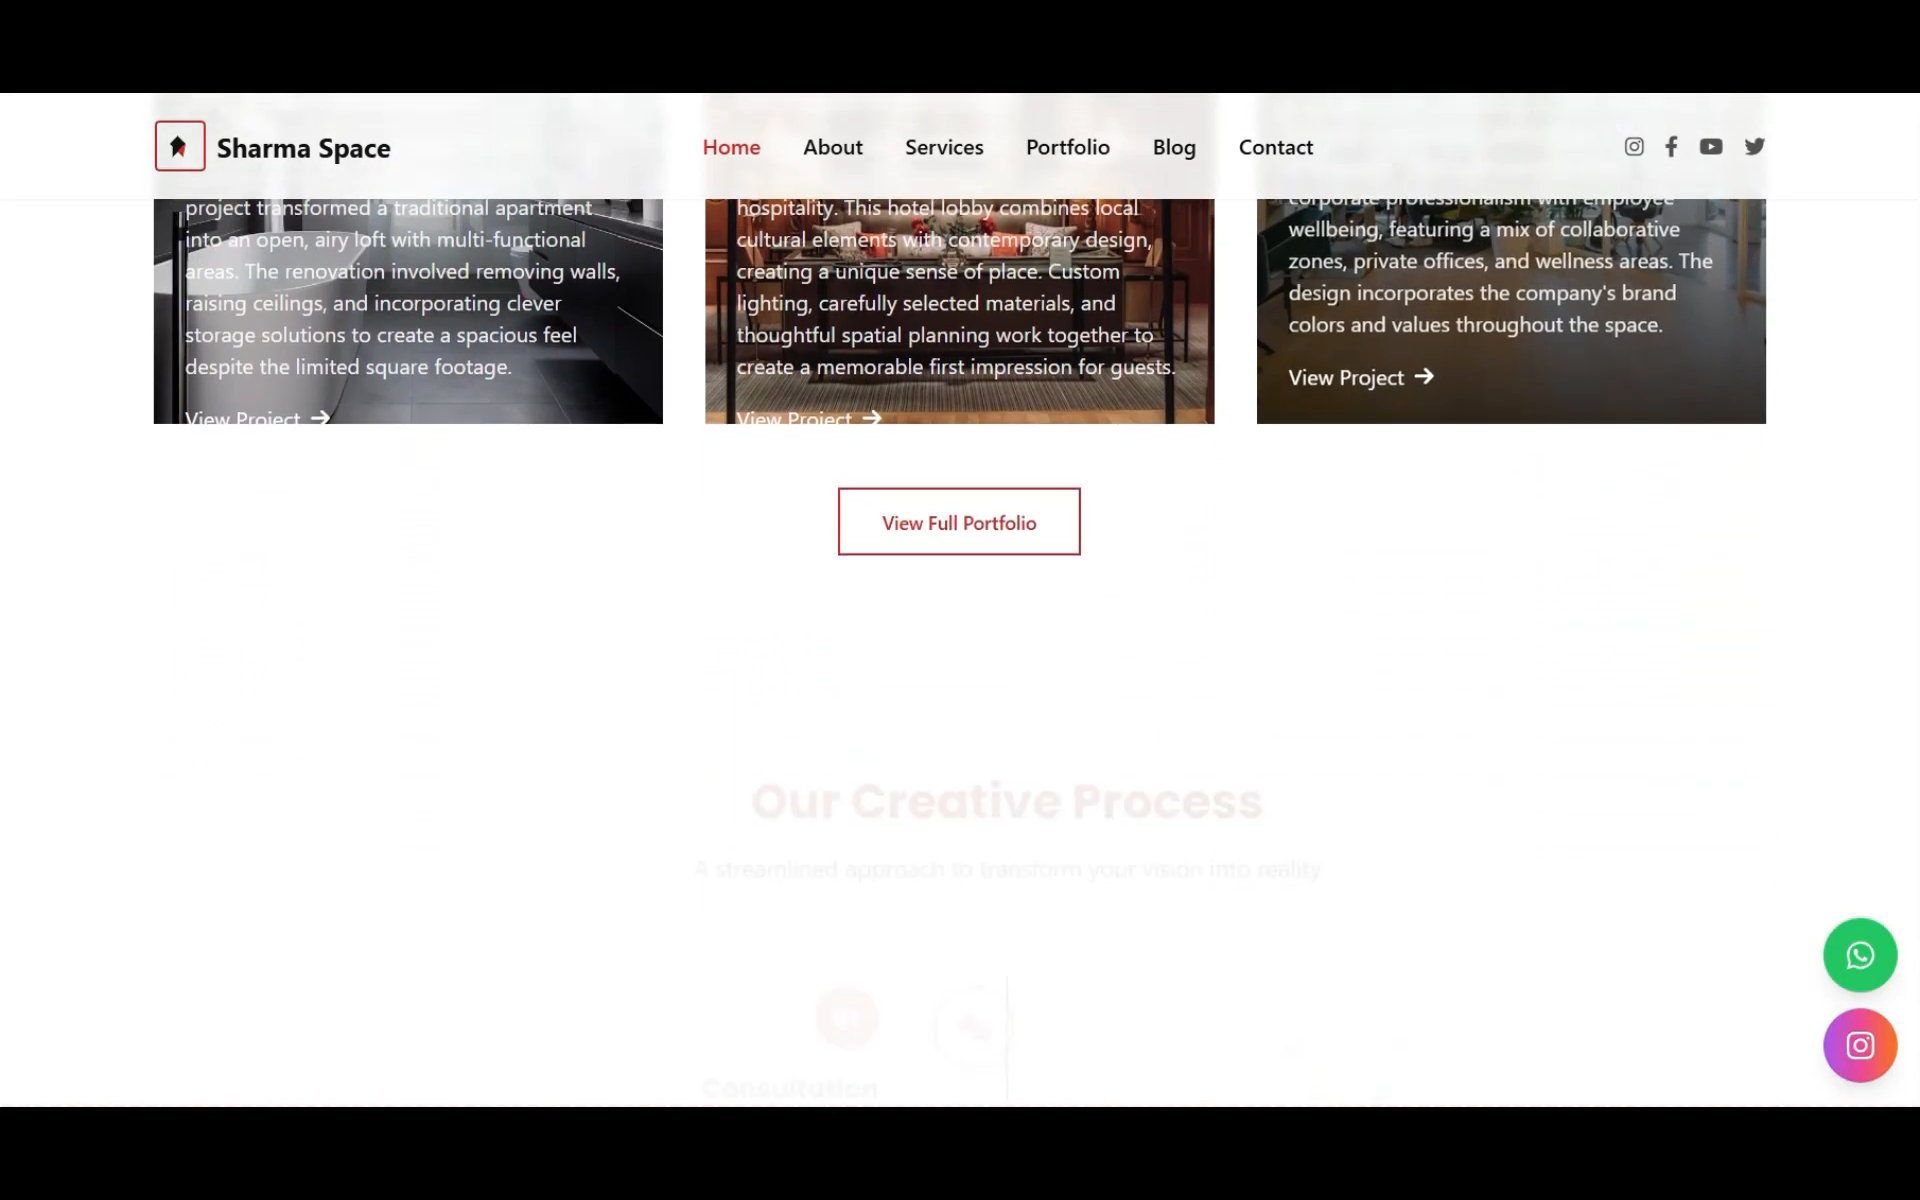 Sharma Space
Home
About
Services
Portfolio
Blog
Contact
project transformed a traditional apartment
into an open, airy loft with multi-functional
areas. The renovation involved removing walls,
raising ceilings, and incorporating clever
storage solutions to create a spacious feel
despite the limited square footage.
View Project
hospitality. This hotel lobby combines local
cultural elements with contemporary design,
creating a unique sense of place. Custom
lighting, carefully selected materials, and
thoughtful spatial planning work together to
create a memorable first impression for guests.
View Project
corporate professionalism with employee
wellbeing, featuring a mix of collaborative
zones, private offices, and wellness areas. The
design incorporates the company's brand
colors and values throughout the space.
View Project
View Full Portfolio
Our Creative Process
A streamlined approach to transform your vision into reality
Consultation